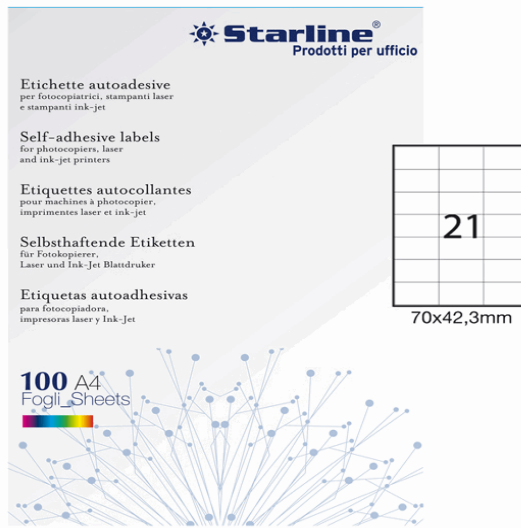 Starline®
Prodotti per ufficio
Etichette autoadesive
per fotocopiatrici, stampanti laser
e stampanti ink-jet
Self-adhesive labels
for photocopiers, laser
and ink-jet printers
Etiquettes autocollantes
pour machines à photocopier,
imprimentes laser et ink-jet
Selbsthaftende Etiketten
für Fotokopierer,
Laser und Ink-Jet Blattdruker
Etiquetas autoadhesivas
para fotocopiadora,
impresoras laser y Ink-Jet
21
70x42,3mm
100 A4
Fogli_Sheets